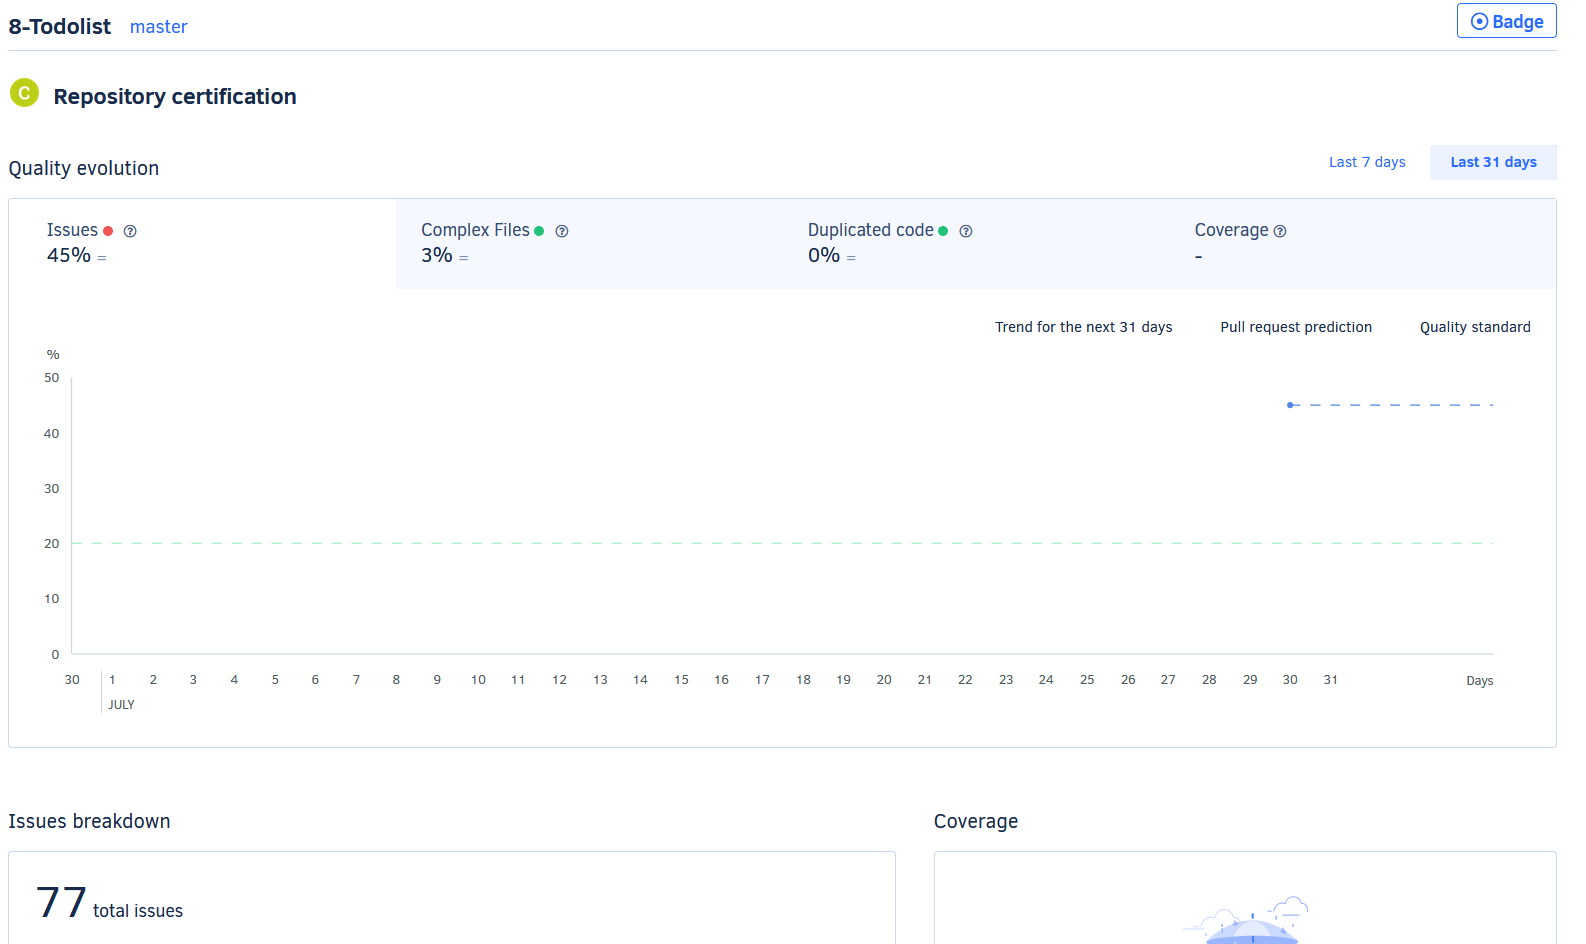 8-Todolist master
Badge
C Repository certification
Quality evolution
Last 7 days Last 31 days
Issues Complex Files Duplicated code Coverage
45% = 3% = 0% = -
Trend for the next 31 days Pull request prediction Quality standard
%
50
40
30
20
10
0
30 1 2 3 4 5 6 7 8 9 10 11 12 13 14 15 16 17 18 19 20 21 22 23 24 25 26 27 28 29 30 31 Days
JULY
Issues breakdown Coverage
77 total issues